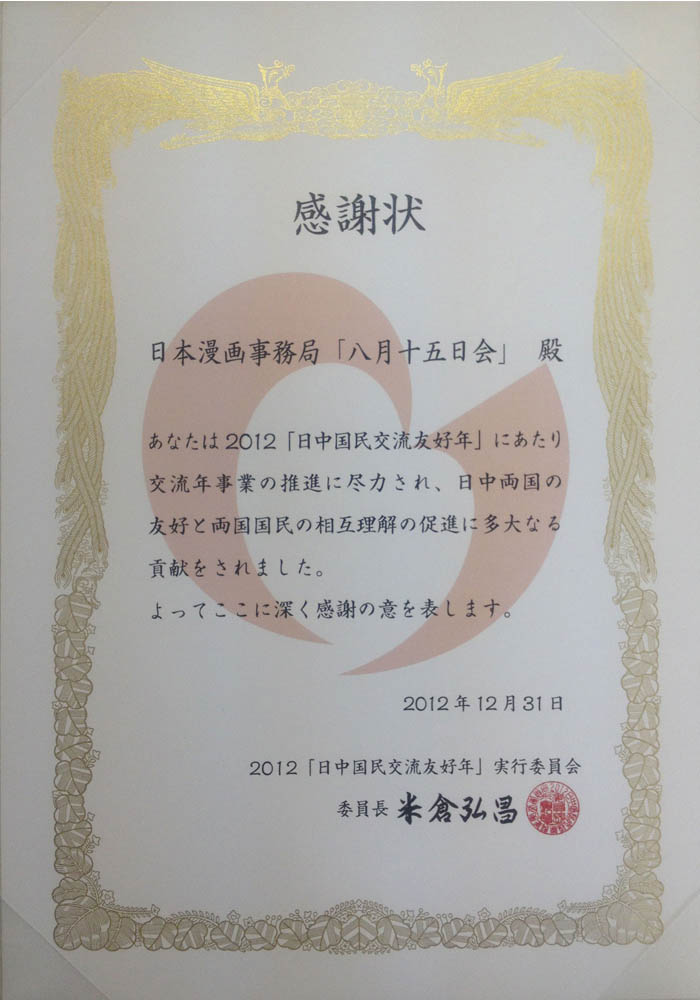 感謝状
日本漫画事務局「八月十五日会」 殿
あなたは2012「日中国民交流友好年」にあたり
交流年事業の推進に尽力され、日中両国の
友好と両国国民の相互理解の促進に多大なる
貢献をされました。
よってここに深く感謝の意を表します。
2012年12月31日
2012「日中国民交流友好年」実行委員会
委員長 米倉弘昌